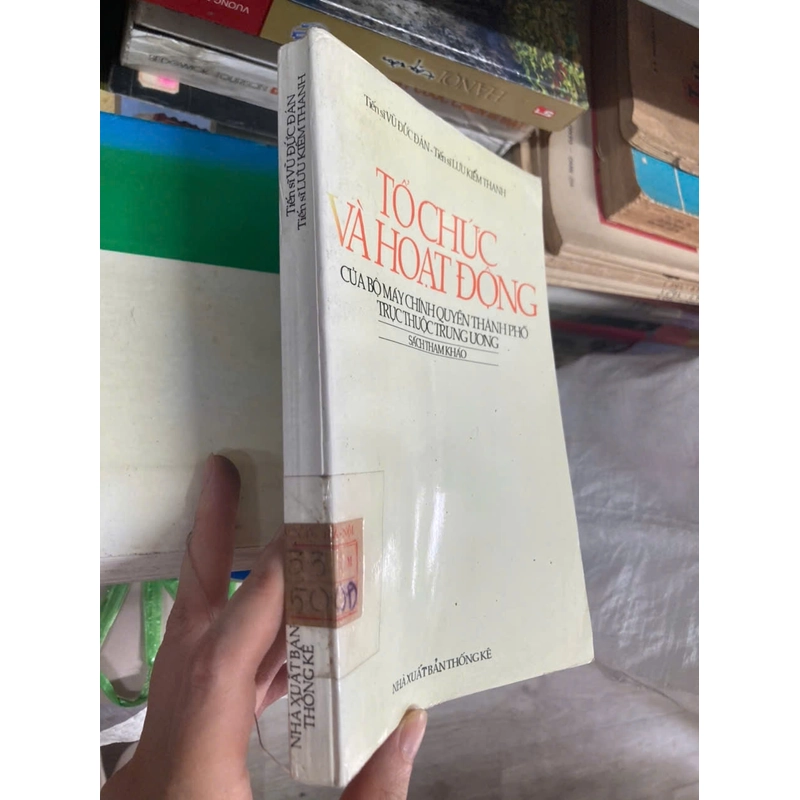 Tiến sĩ VŨ ĐỨC ĐÁN - Tiến sĩ LƯU KIẾM THANH
TỔ CHỨC
VÀ HOẠT ĐỘNG
CỦA BỘ MÁY CHÍNH QUYỀN THÀNH PHỐ
TRỰC THUỘC TRUNG ƯƠNG
SÁCH THAM KHẢO
NHÀ XUẤT BẢN THỐNG KÊ
Tiến sĩ VŨ ĐỨC ĐÁN
Tiến sĩ LƯU KIẾM THANH
NHÀ XUẤT BẢN
THỐNG KÊ
HANOI
VUONG